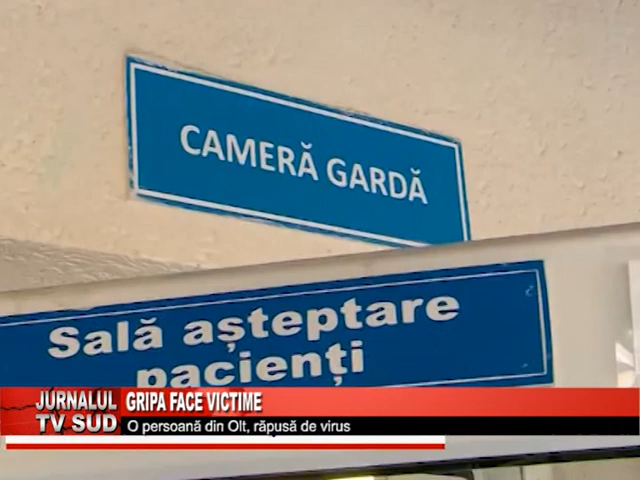 CAMERĂ GARDĂ
Sală așteptare
pacienți
JURNALUL
TV SUD
GRIPA FACE VICTIME
O persoană din Olt, răpusă de virus